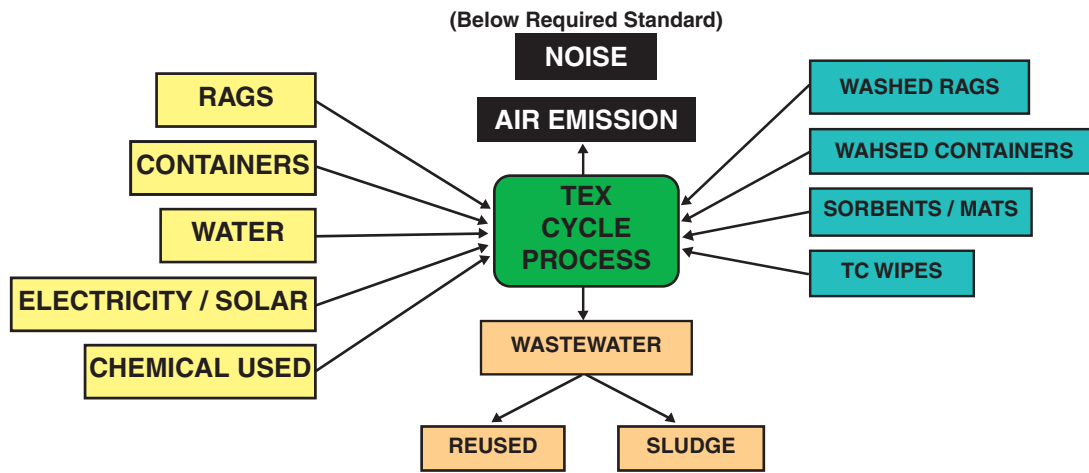 (Below Required Standard)
NOISE
AIR EMISSION
RAGS
CONTAINERS
WATER
ELECTRICITY / SOLAR
CHEMICAL USED
TEX
CYCLE
PROCESS
WASHED RAGS
WAHSED CONTAINERS
SORBENTS / MATS
TC WIPES
WASTEWATER
REUSED
SLUDGE